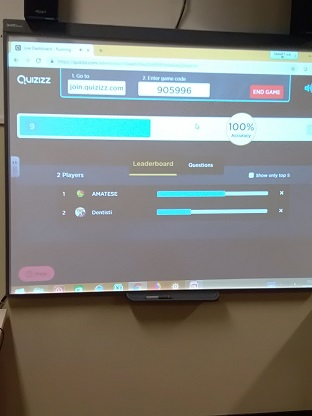 Quizizz
1. Go to
2. Enter game code
join.quizizz.com
905996
END GAME
100%
Accuracy
Leaderboard
Questions
2 Players
Show only top 5
1 AMATESE
2 Dentisti